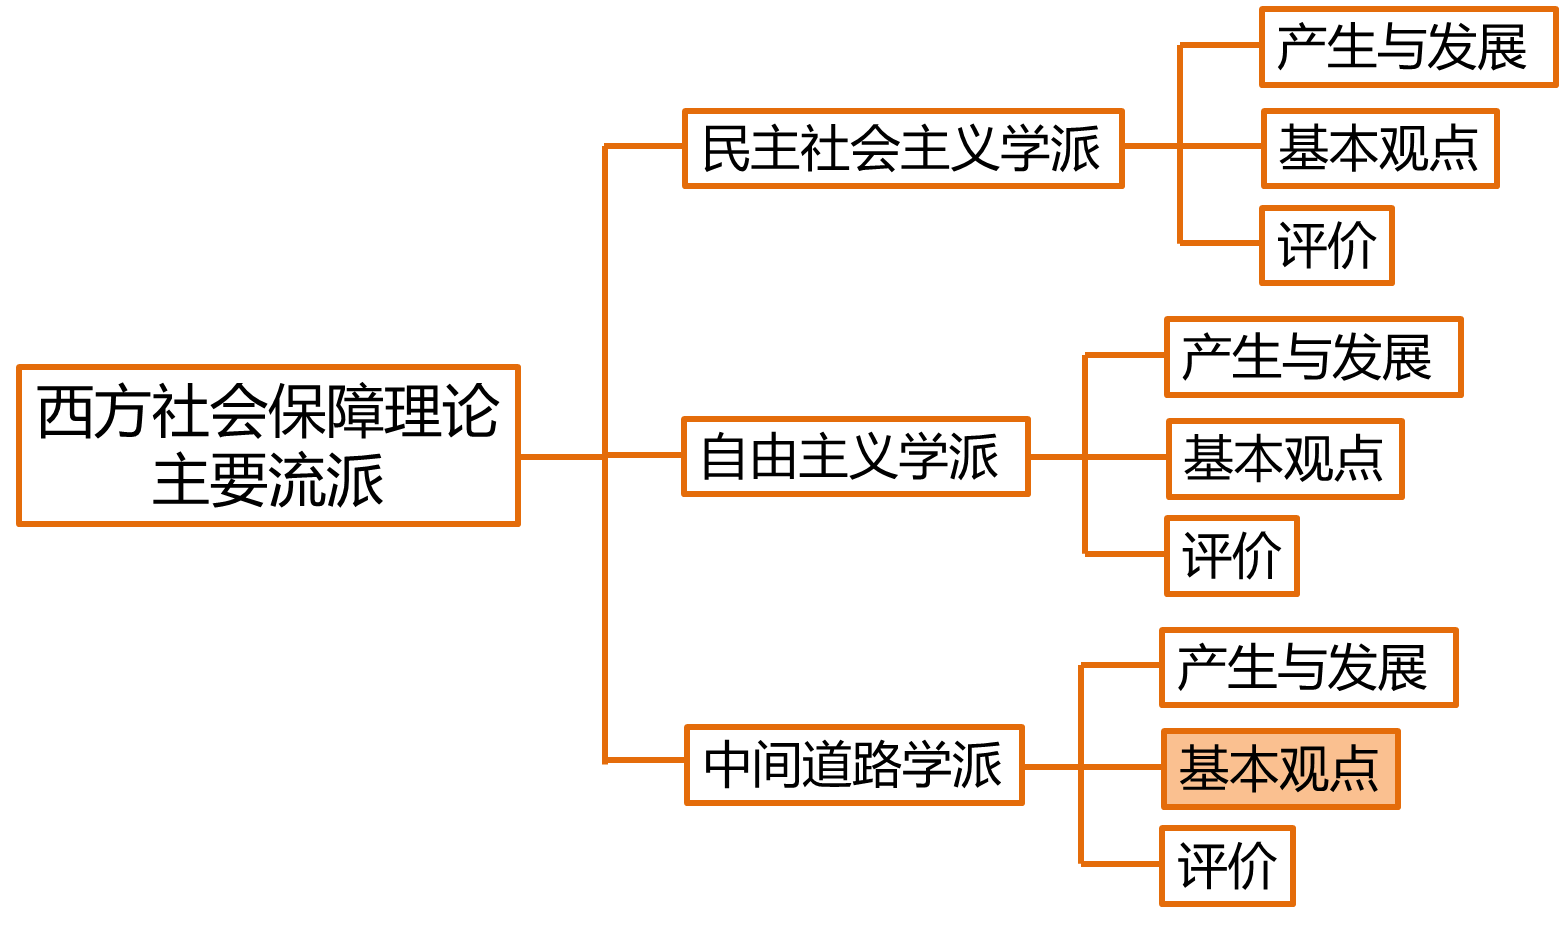 西方社会保障理论
主要流派
民主社会主义学派
产生与发展
基本观点
评价
自由主义学派
产生与发展
基本观点
评价
中间道路学派
产生与发展
基本观点
评价